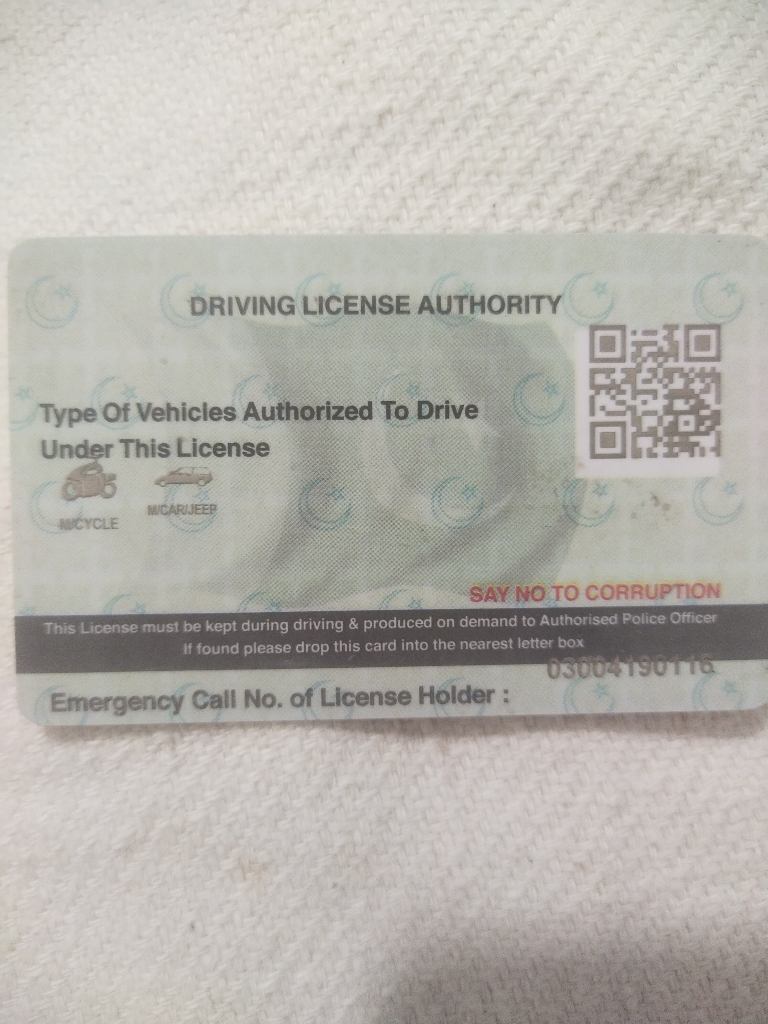 DRIVING LICENSE AUTHORITY
Type Of Vehicles Authorized To Drive
Under This License
M/CYCLE
M/CAR/JEEP
SAY NO TO CORRUPTION
This License must be kept during driving & produced on demand to Authorised Police Officer
If found please drop this card into the nearest letter box
03004190116
Emergency Call No. of License Holder :